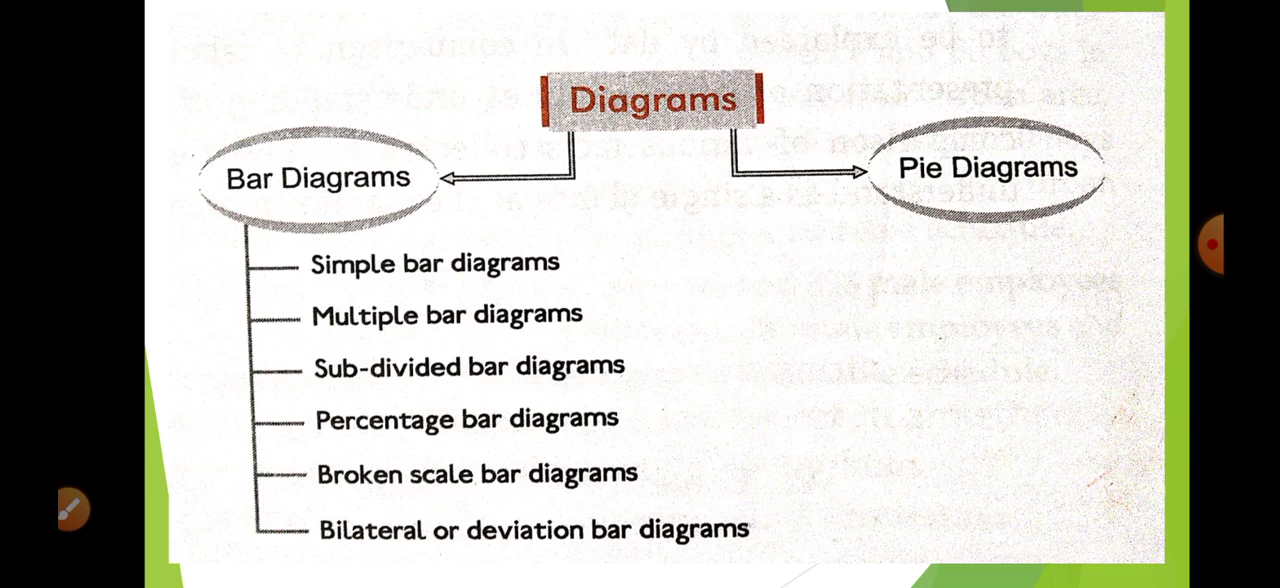 Diagrams
Bar Diagrams
Pie Diagrams
Simple bar diagrams
Multiple bar diagrams
Sub-divided bar diagrams
Percentage bar diagrams
Broken scale bar diagrams
Bilateral or deviation bar diagrams